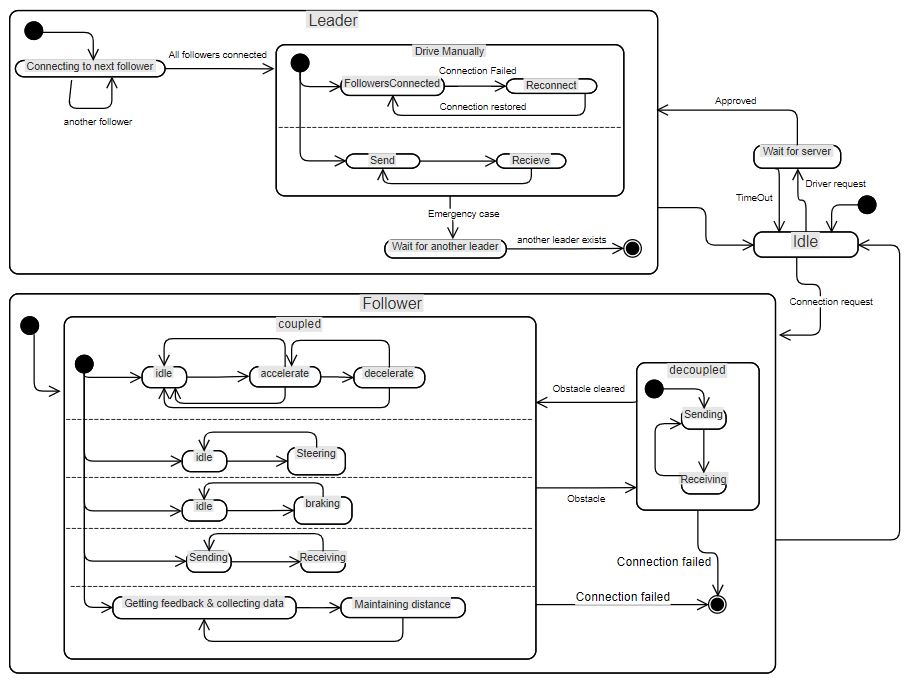 Leader
All followers connected
Connecting to next follower
another follower
Drive Manually
FollowersConnected
Connection Failed
Reconnect
Connection restored
Send
Recieve
Emergency case
Wait for another leader
another leader exists
Approved
Wait for server
TimeOut
Driver request
Idle
Connection request
Follower
coupled
idle
accelerate
decelerate
idle
Steering
idle
braking
Sending
Receiving
Getting feedback & collecting data
Maintaining distance
Obstacle cleared
Obstacle
decoupled
Sending
Receiving
Connection failed
Connection failed